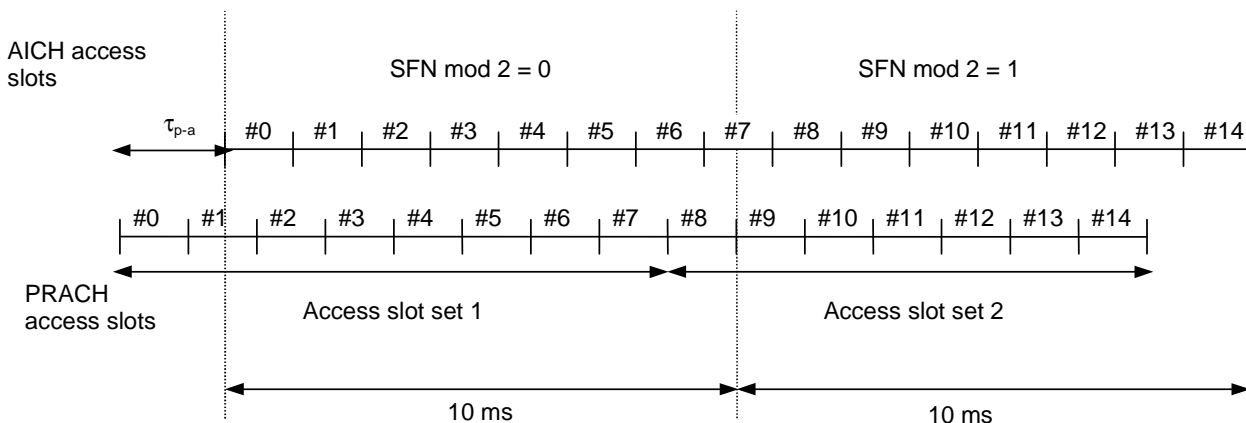 AICH access
slots
SFN mod 2 = 0
SFN mod 2 = 1
τp-a
#0 #1 #2 #3 #4 #5 #6 #7 #8 #9 #10 #11 #12 #13 #14
#0 #1 #2 #3 #4 #5 #6 #7 #8 #9 #10 #11 #12 #13 #14
PRACH
access slots
Access slot set 1
Access slot set 2
10 ms
10 ms